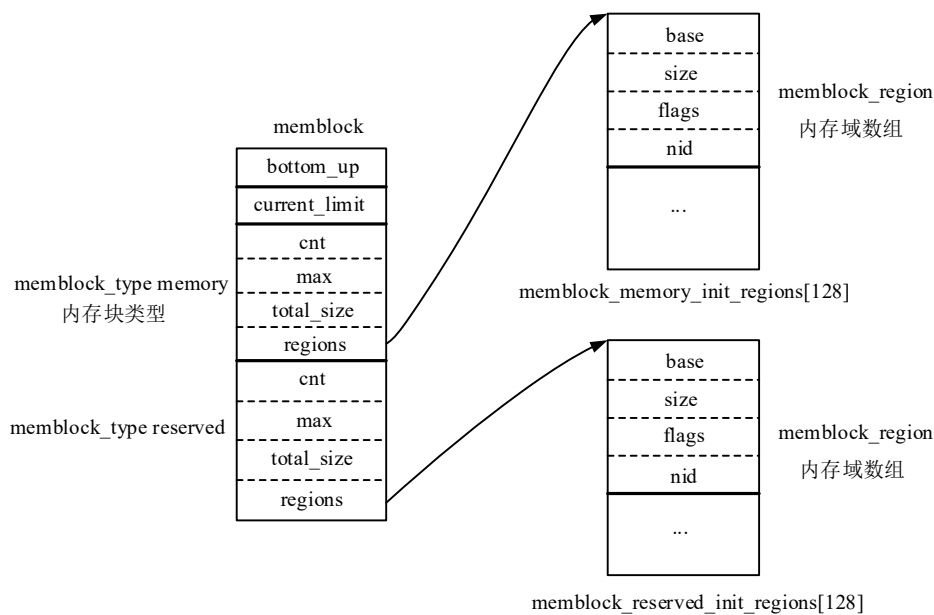 memblock
bottom_up
current_limit
cnt
max
total_size
regions
cnt
max
total_size
regions
memblock_type memory
内存块类型
memblock_type reserved
base
size
flags
nid
...
memblock_region
内存域数组
memblock_memory_init_regions[128]
base
size
flags
nid
...
memblock_region
内存域数组
memblock_reserved_init_regions[128]